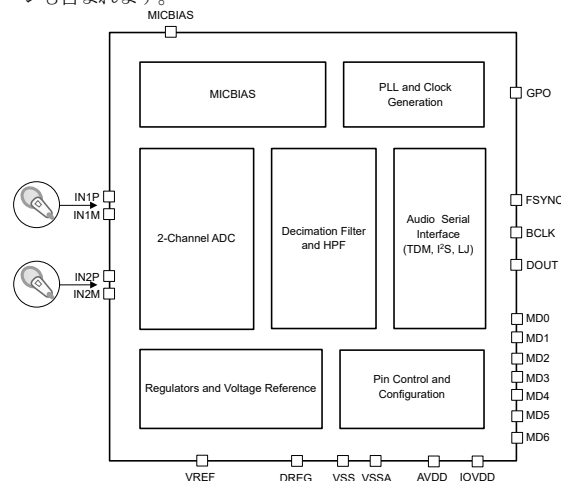 MICBIAS
MICBIAS
PLL and Clock
Generation
GPO
IN1P
IN1M
2-Channel ADC
Decimation Filter
and HPF
Audio Serial
Interface
(TDM, I²S, LJ)
FSYNC
BCLK
DOUT
IN2P
IN2M
MD0
MD1
MD2
MD3
MD4
MD5
MD6
Regulators and Voltage Reference
Pin Control and
Configuration
VREF
DREG
VSS
VSSA
AVDD
IOVDD